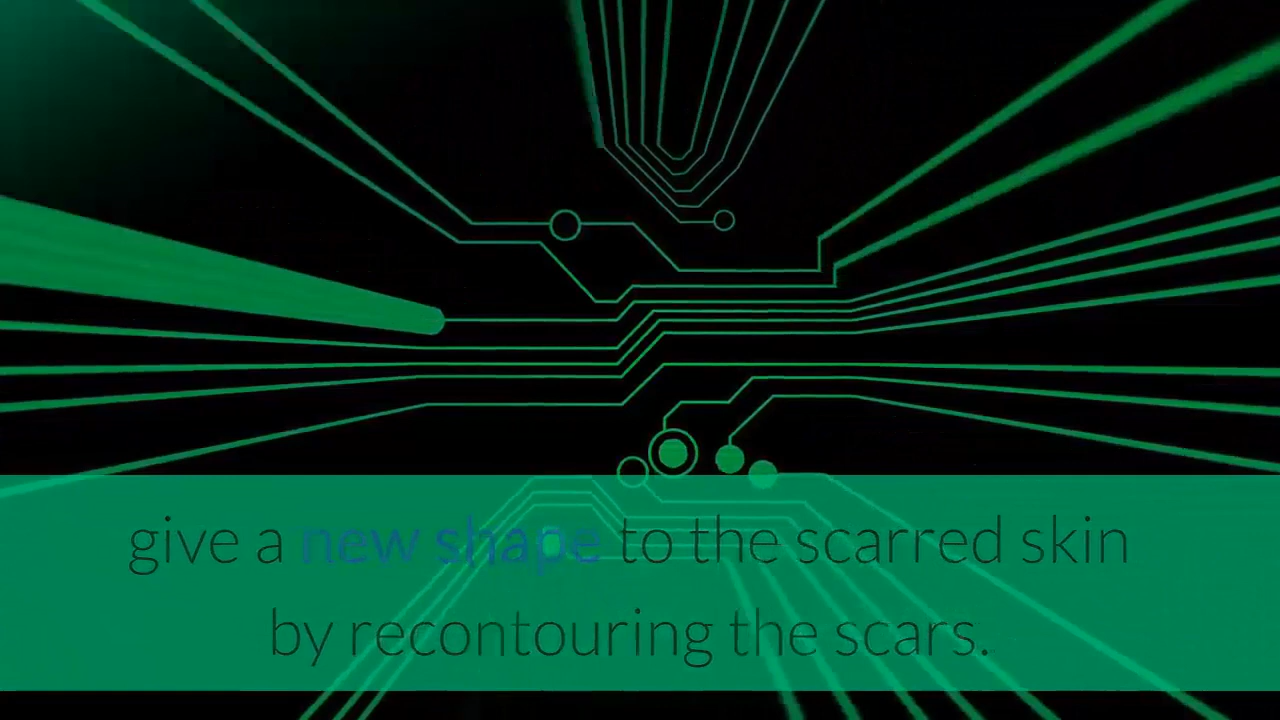 give a new shape to the scarred skin
by recontouring the scars.